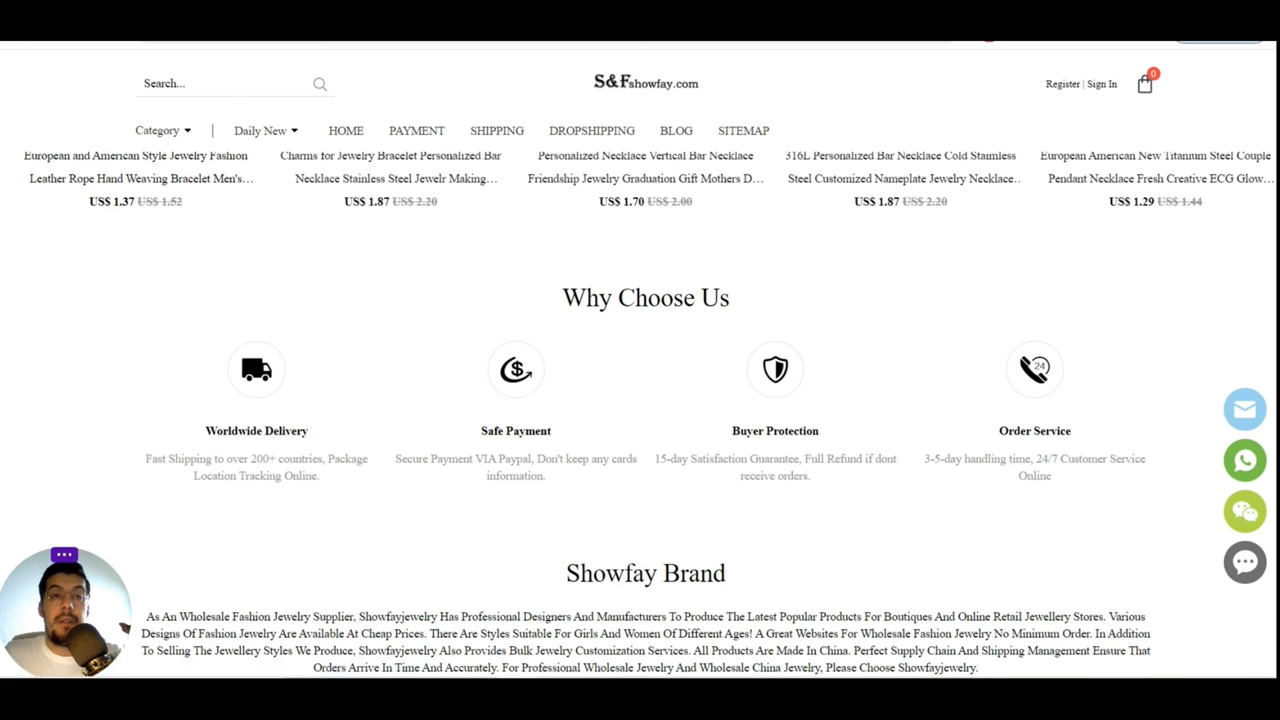 Search...
S&Fshowfay.com
Register | Sign In
0
Category
|
Daily New
HOME
PAYMENT
SHIPPING
DROPSHIPPING
BLOG
SITEMAP
European and American Style Jewelry Fashion
Leather Rope Hand Weaving Bracelet Men's...
US$ 1.37 US$ 1.52
Charms for Jewelry Bracelet Personalized Bar
Necklace Stainless Steel Jewelr Making...
US$ 1.87 US$ 2.20
Personalized Necklace Vertical Bar Necklace
Friendship Jewelry Graduation Gift Mothers D...
US$ 1.70 US$ 2.00
316L Personalized Bar Necklace Cold Stainless
Steel Customized Nameplate Jewelry Necklace..
US$ 1.87 US$ 2.20
European American New Titanium Steel Couple
Pendant Necklace Fresh Creative ECG Glow...
US$ 1.29 US$ 1.44
Why Choose Us
24
Worldwide Delivery
Fast Shipping to over 200+ countries, Package
Location Tracking Online.
Safe Payment
Secure Payment VIA Paypal, Don't keep any cards
information.
Buyer Protection
15-day Satisfaction Guarantee, Full Refund if dont
receive orders.
Order Service
3-5-day handling time, 24/7 Customer Service
Online
Showfay Brand
As An Wholesale Fashion Jewelry Supplier, Showfayjewelry Has Professional Designers And Manufacturers To Produce The Latest Popular Products For Boutiques And Online Retail Jewellery Stores. Various
Designs Of Fashion Jewelry Are Available At Cheap Prices. There Are Styles Suitable For Girls And Women Of Different Ages! A Great Websites For Wholesale Fashion Jewelry No Minimum Order. In Addition
To Selling The Jewellery Styles We Produce, Showfayjewelry Also Provides Bulk Jewelry Customization Services. All Products Are Made In China. Perfect Supply Chain And Shipping Management Ensure That
Orders Arrive In Time And Accurately. For Professional Wholesale Jewelry And Wholesale China Jewelry, Please Choose Showfayjewelry.